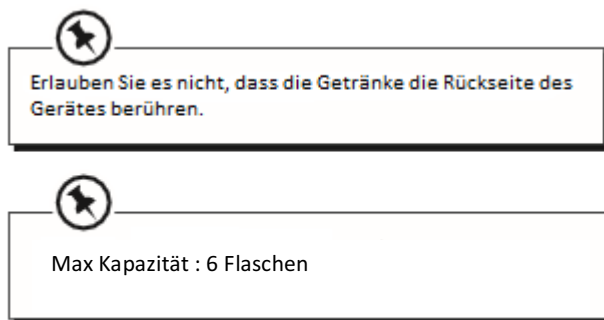 Erlauben Sie es nicht, dass die Getränke die Rückseite des
Gerätes berühren.
Max Kapazität : 6 Flaschen